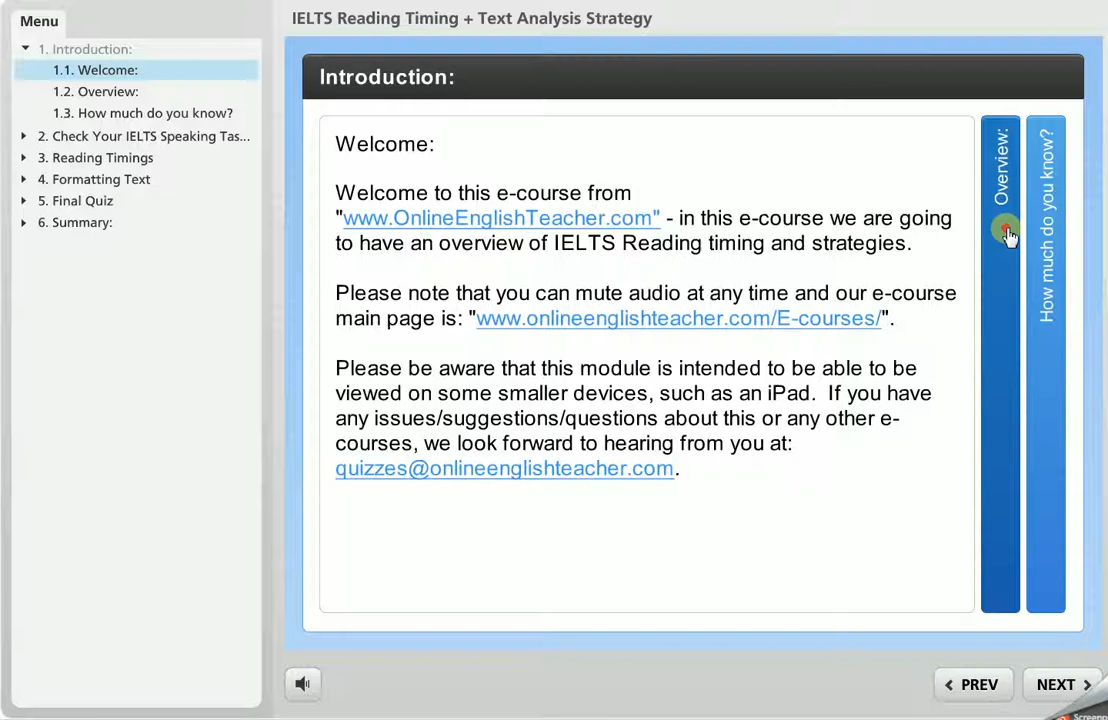 Menu
IELTS Reading Timing + Text Analysis Strategy
1. Introduction:
1.1. Welcome:
1.2. Overview:
1.3. How much do you know?
2. Check Your IELTS Speaking Tas...
3. Reading Timings
4. Formatting Text
5. Final Quiz
6. Summary:
Introduction:
Welcome:
Welcome to this e-course from
"www.OnlineEnglishTeacher.com" - in this e-course we are going
to have an overview of IELTS Reading timing and strategies.
Please note that you can mute audio at any time and our e-course
main page is: "www.onlineenglishteacher.com/E-courses/".
Please be aware that this module is intended to be able to be
viewed on some smaller devices, such as an iPad.  If you have
any issues/suggestions/questions about this or any other e-
courses, we look forward to hearing from you at:
quizzes@onlineenglishteacher.com.
Overview:
How much do you know?
PREV
NEXT